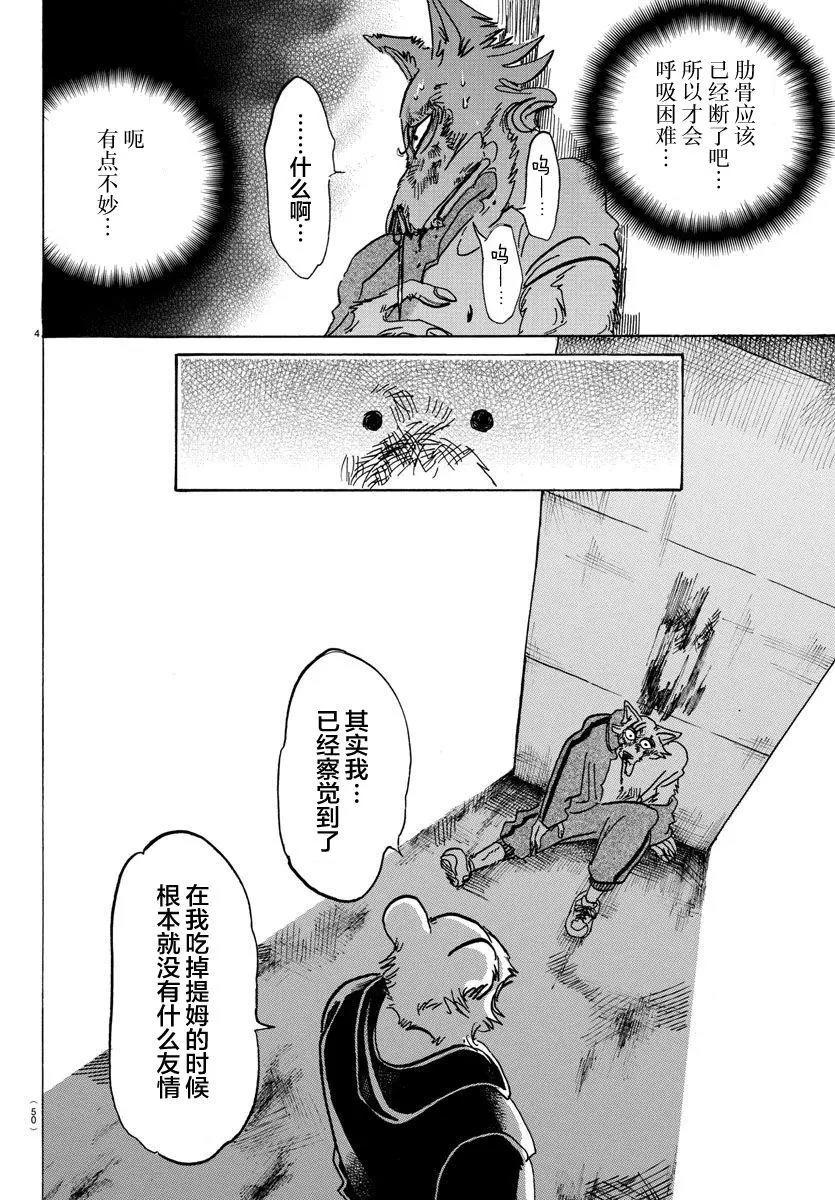 肋骨应该
已经断了吧…
所以才会
呼吸困难…
呜——…
呜——…
……什么啊…
呃
有点不妙…
4
其实我…
已经察觉到了
在我吃掉提姆的时候
根本就没有什么友情
(50)